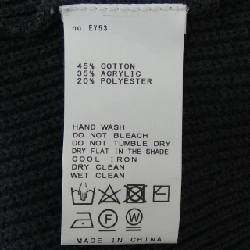 NO. EY53
45% COTTON
35% ACRYLIC
20% POLYESTER
HAND WASH
DO NOT BLEACH
DO NOT TUMBLE DRY
DRY FLAT IN THE SHADE
COOL IRON
DRY CLEAN
WET CLEAN
P W
MADE IN CHINA